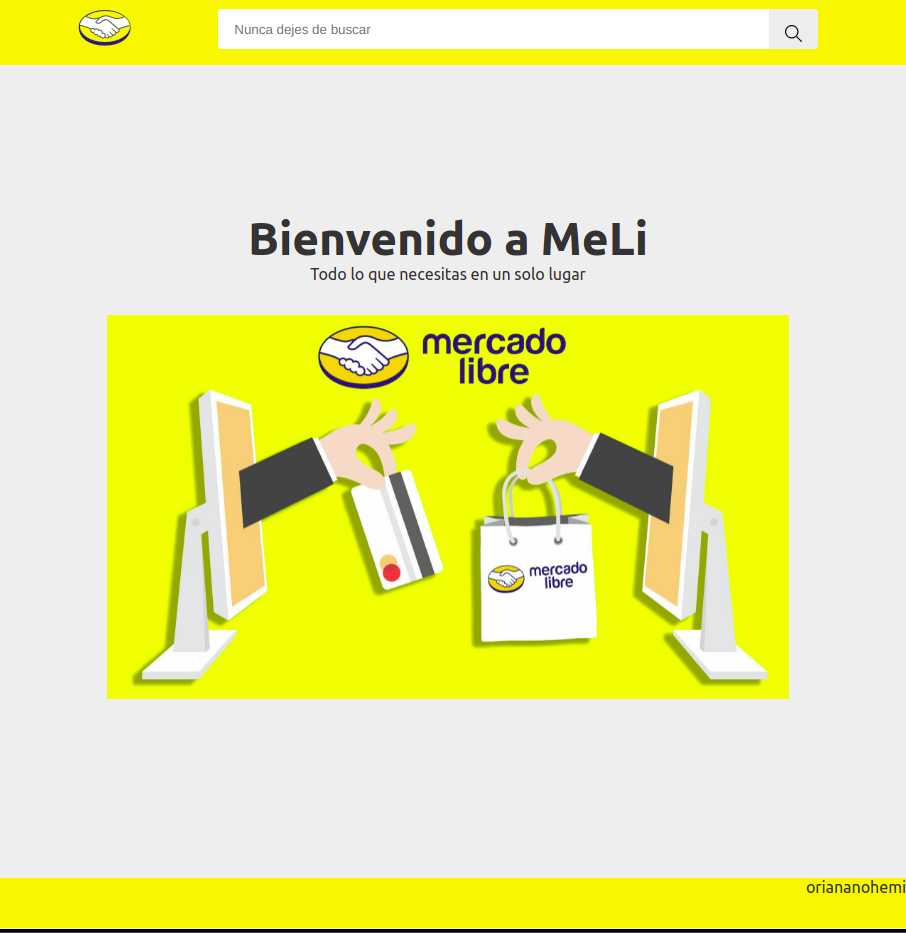 Nunca dejes de buscar
Bienvenido a MeLi
Todo lo que necesitas en un solo lugar
mercado
libre
mercado
libre
oriananohemi